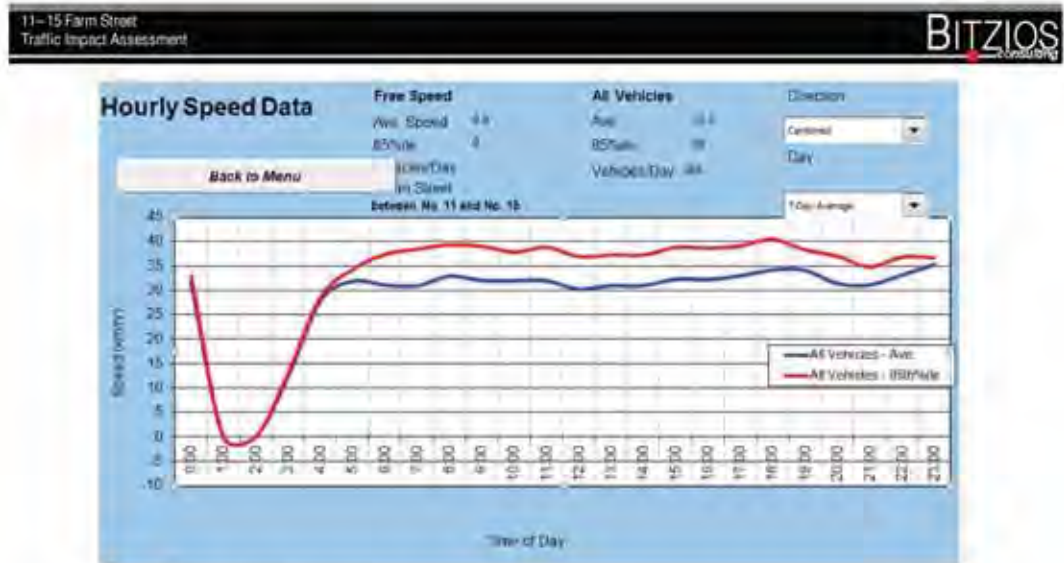 11-15 Farm Street
Traffic Impact Assessment
BITZIOS
consulting
Hourly Speed Data
Free Speed
Ave. Speed
85%ile
All Vehicles
Ave
85%ile
Vehicles/Day
Direction
Combined
Day
7 Day Average
Back to Menu
Street
between No. 11 and No. 15
45
40
35
30
25
20
15
10
5
0
-5
-10
Speed (km/h)
All Vehicles - Ave.
All Vehicles - 85th%ile
0:00
1:00
2:00
3:00
4:00
5:00
6:00
7:00
8:00
9:00
10:00
11:00
12:00
13:00
14:00
15:00
16:00
17:00
18:00
19:00
20:00
21:00
22:00
23:00
Time of Day